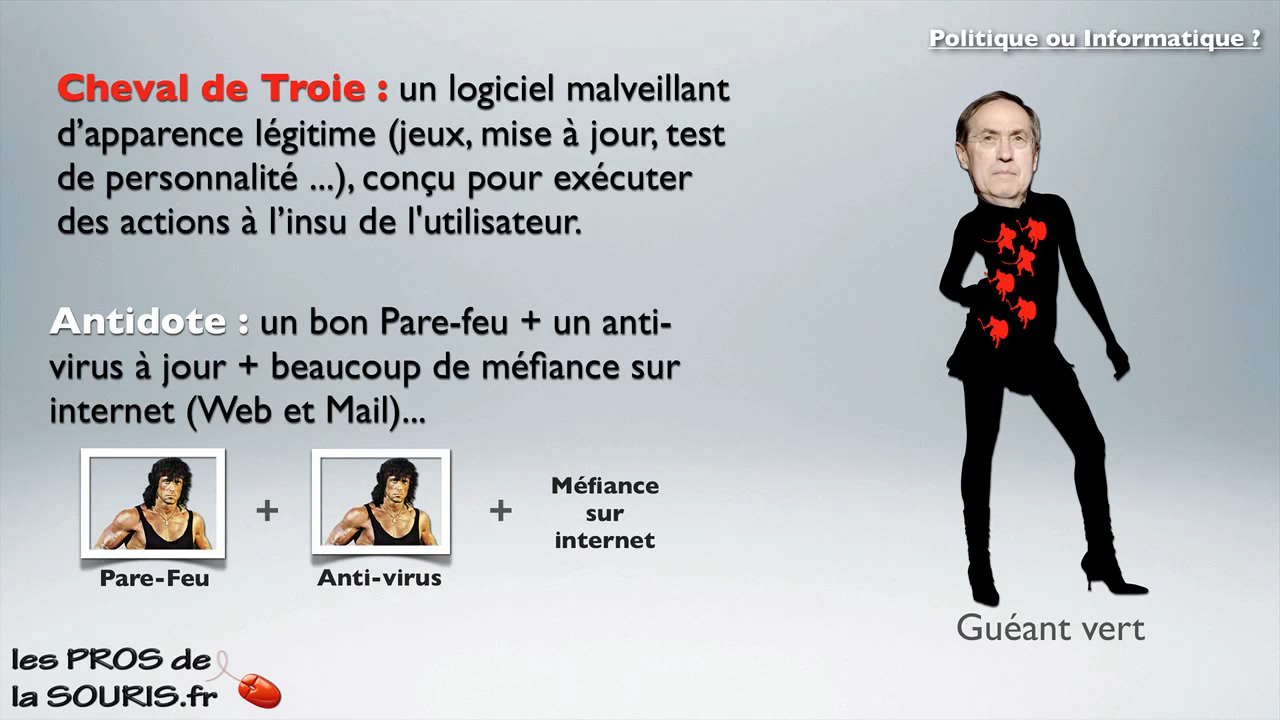 Politique ou Informatique ?
Cheval de Troie : un logiciel malveillant
d’apparence légitime (jeux, mise à jour, test
de personnalité ...), conçu pour exécuter
des actions à l’insu de l'utilisateur.
Antidote : un bon Pare-feu + un anti-
virus à jour + beaucoup de méfiance sur
internet (Web et Mail)...
+
+
Méfiance
sur
internet
Pare-Feu
Anti-virus
Guéant vert
les PROS de
la SOURIS.fr